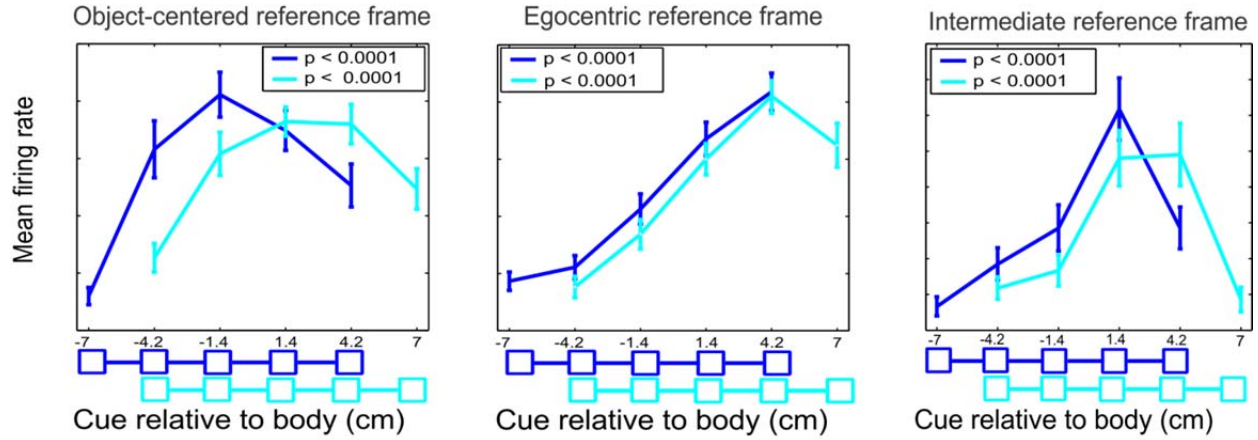 Object-centered reference frame
Egocentric reference frame
Intermediate reference frame
Mean firing rate
p < 0.0001
p < 0.0001
p < 0.0001
p < 0.0001
p < 0.0001
p < 0.0001
-7 -4.2 -1.4 1.4 4.2 7
-7 -4.2 -1.4 1.4 4.2 7
-7 -4.2 -1.4 1.4 4.2 7
Cue relative to body (cm)
Cue relative to body (cm)
Cue relative to body (cm)